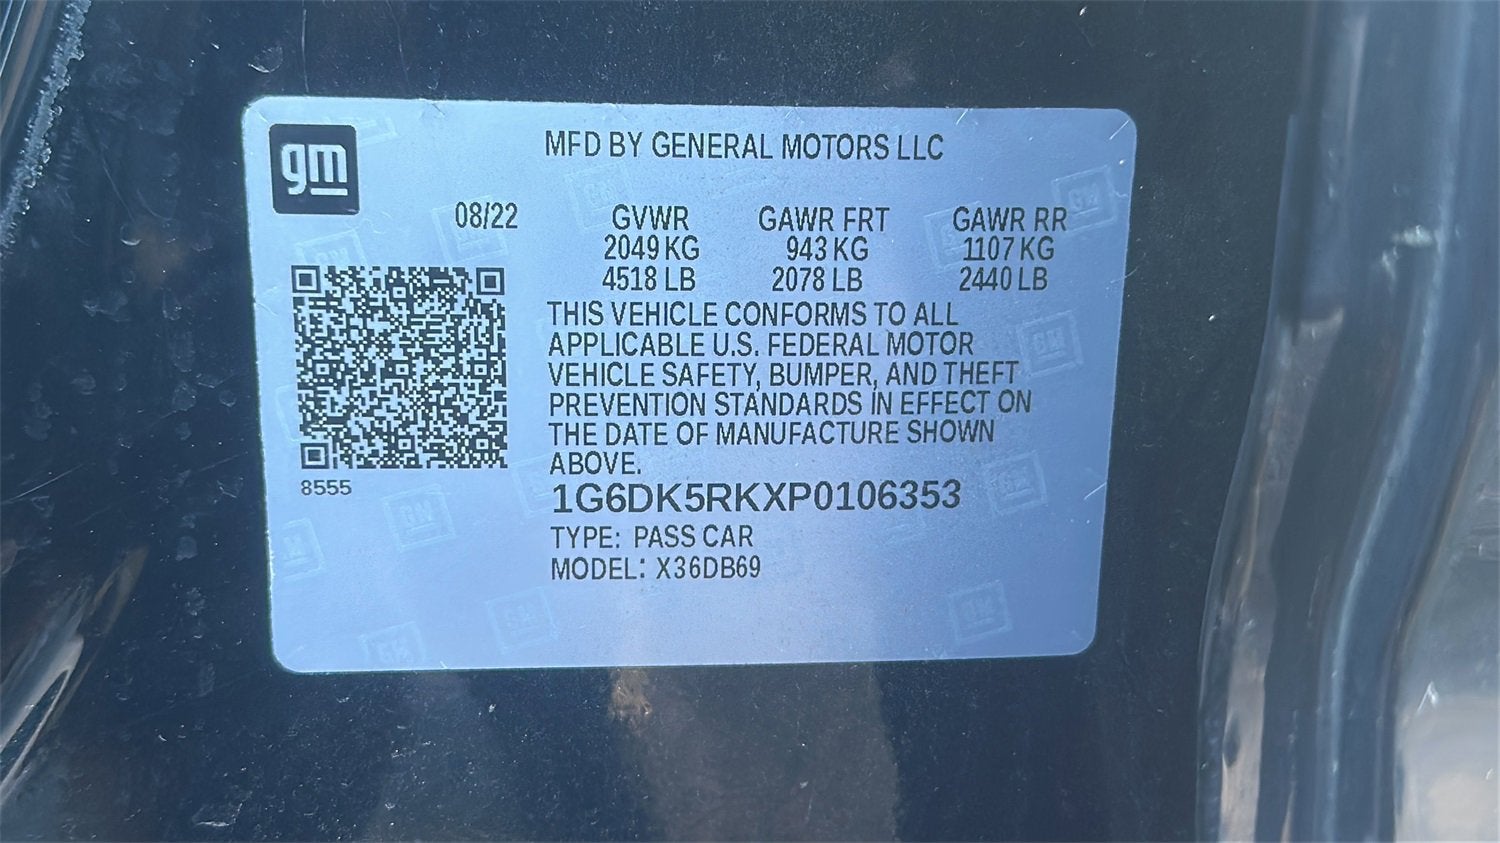 gm
MFD BY GENERAL MOTORS LLC
08/22 GVWR GAWR FRT GAWR RR
2049 KG 943 KG 1107 KG
4518 LB 2078 LB 2440 LB
THIS VEHICLE CONFORMS TO ALL
APPLICABLE U.S. FEDERAL MOTOR
VEHICLE SAFETY, BUMPER, AND THEFT
PREVENTION STANDARDS IN EFFECT ON
THE DATE OF MANUFACTURE SHOWN
ABOVE.
8555
1G6DK5RKXP0106353
TYPE: PASS CAR
MODEL: X36DB69